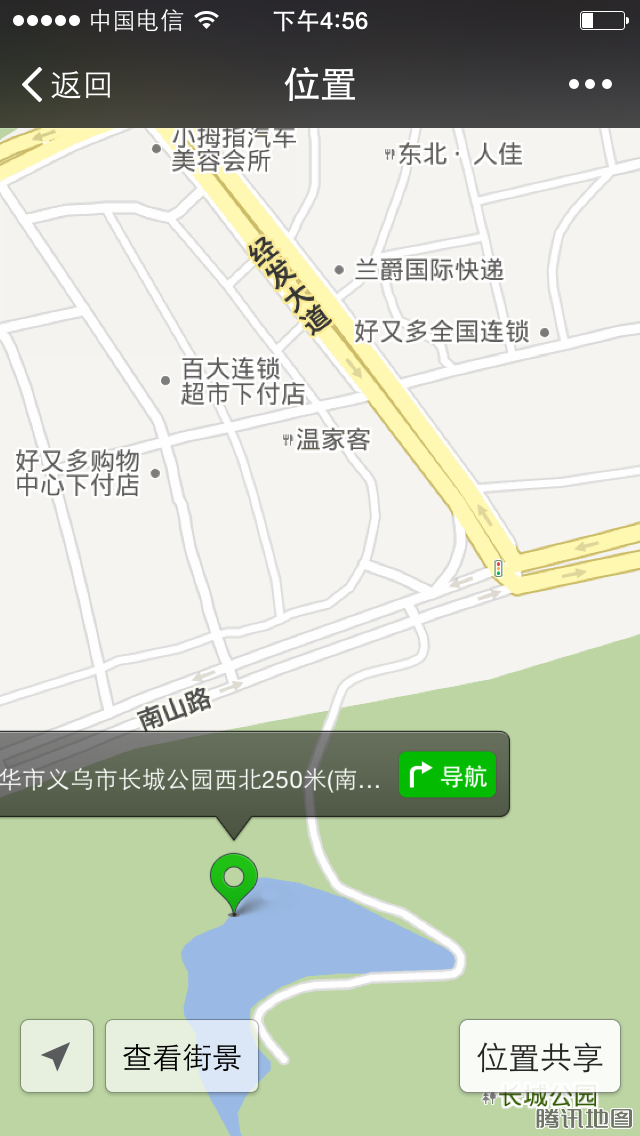 中国电信
下午4:56
返回
位置
小拇指汽车
美容会所
东北·人佳
经发大道
兰爵国际快递
好又多全国连锁
百大连锁
超市下付店
温家客
好又多购物
中心下付店
南山路
华市义乌市长城公园西北250米(南...
导航
查看街景
位置共享
长城公园
腾讯地图